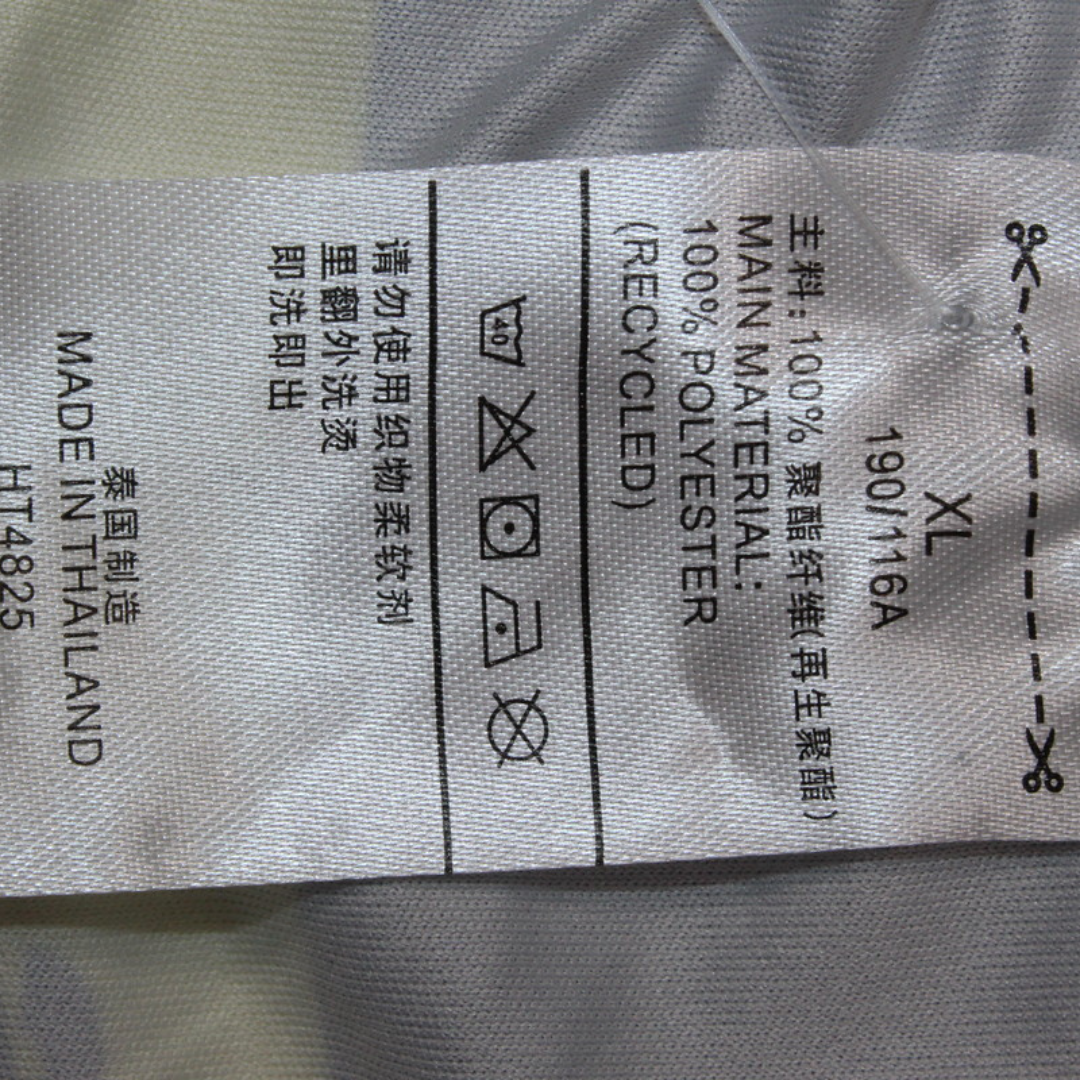 XL
190/116A
主料：100% 聚酯纤维(再生聚酯)
MAIN MATERIAL:
100% POLYESTER
(RECYCLED)
40
请勿使用织物柔软剂
里翻外洗烫
即洗即出
泰国制造
MADE IN THAILAND
HT4825